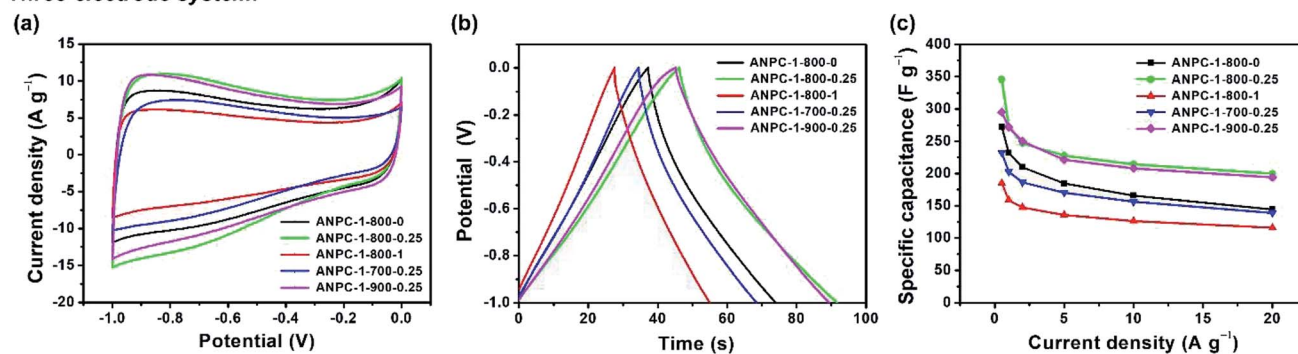 Three-electrode system
(a)
Current density (A g⁻¹)
15
10
5
0
-5
-10
-15
-20
ANPC-1-800-0
ANPC-1-800-0.25
ANPC-1-800-1
ANPC-1-700-0.25
ANPC-1-900-0.25
-1.0
-0.8
-0.6
-0.4
-0.2
0.0
Potential (V)
(b)
Potential (V)
0.0
-0.2
-0.4
-0.6
-0.8
-1.0
ANPC-1-800-0
ANPC-1-800-0.25
ANPC-1-800-1
ANPC-1-700-0.25
ANPC-1-900-0.25
0
20
40
60
80
100
Time (s)
(c)
Specific capacitance (F g⁻¹)
400
350
300
250
200
150
100
50
0
ANPC-1-800-0
ANPC-1-800-0.25
ANPC-1-800-1
ANPC-1-700-0.25
ANPC-1-900-0.25
0
5
10
15
20
Current density (A g⁻¹)